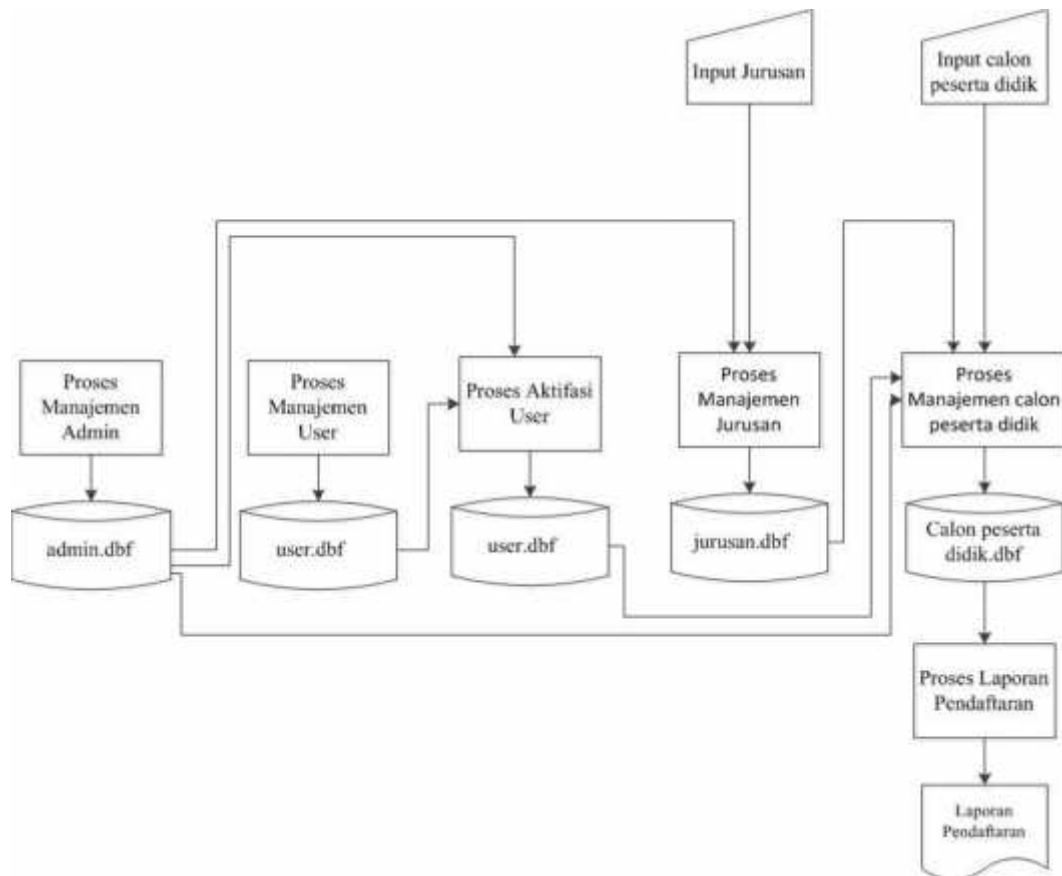 Input Jurusan
Input calon
peserta didik
Proses
Manajemen
Admin
Proses
Manajemen
User
Proses Aktifasi
User
Proses
Manajemen
Jurusan
Proses
Manajemen calon
peserta didik
admin.dbf
user.dbf
user.dbf
jurusan.dbf
Calon peserta
didik.dbf
Proses Laporan
Pendaftaran
Laporan
Pendaftaran